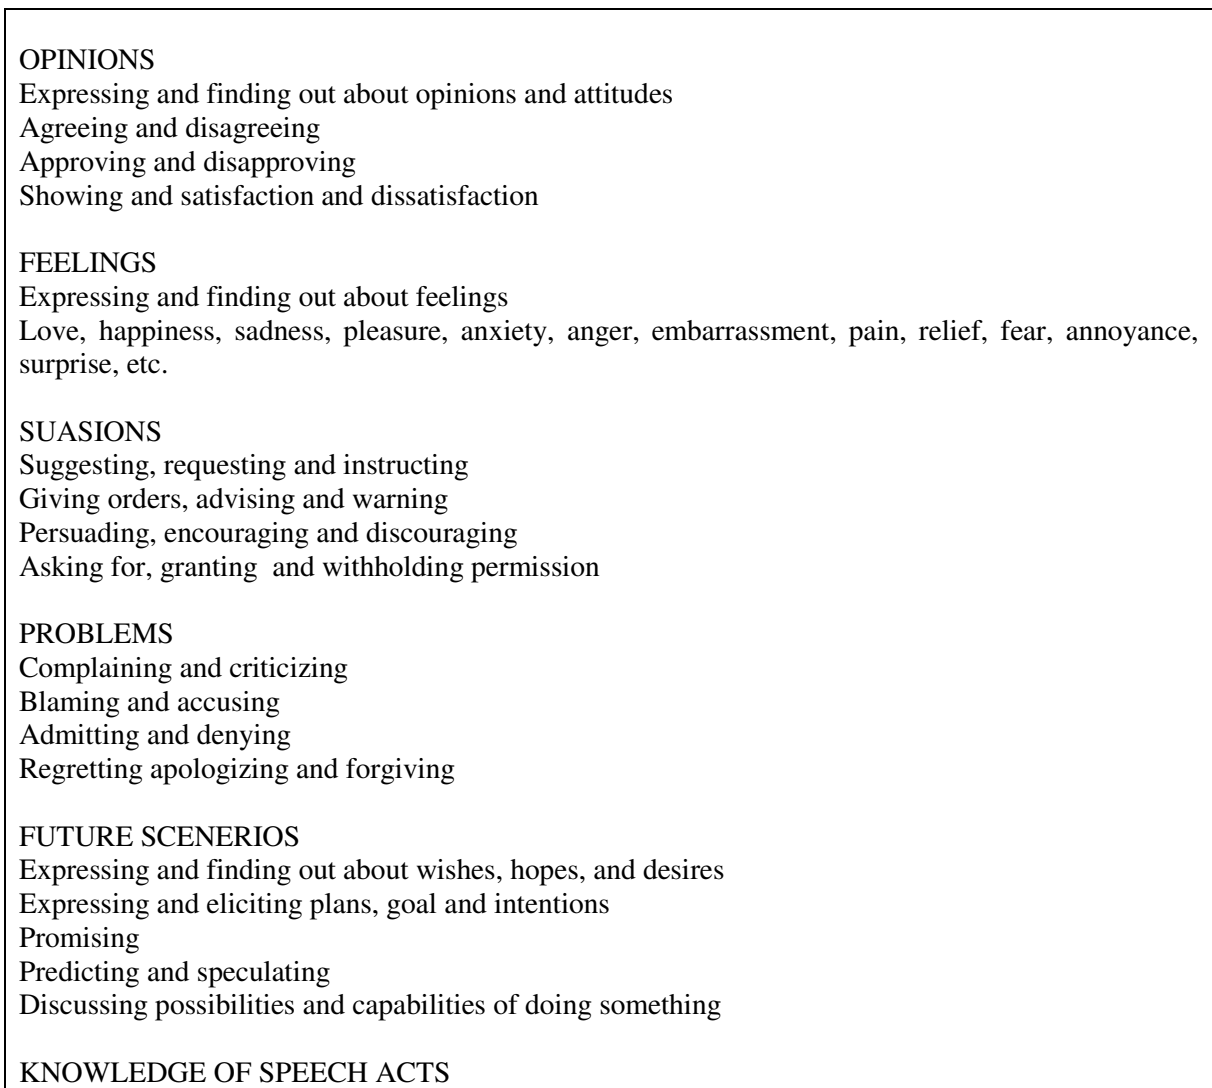 OPINIONS
Expressing and finding out about opinions and attitudes
Agreeing and disagreeing
Approving and disapproving
Showing and satisfaction and dissatisfaction
FEELINGS
Expressing and finding out about feelings
Love, happiness, sadness, pleasure, anxiety, anger, embarrassment, pain, relief, fear, annoyance,
surprise, etc.
SUASIONS
Suggesting, requesting and instructing
Giving orders, advising and warning
Persuading, encouraging and discouraging
Asking for, granting and withholding permission
PROBLEMS
Complaining and criticizing
Blaming and accusing
Admitting and denying
Regretting apologizing and forgiving
FUTURE SCENERIOS
Expressing and finding out about wishes, hopes, and desires
Expressing and eliciting plans, goal and intentions
Promising
Predicting and speculating
Discussing possibilities and capabilities of doing something
KNOWLEDGE OF SPEECH ACTS